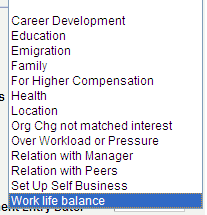 Career Development
Education
Emigration
Family
For Higher Compensation
Health
Location
Org Chg not matched interest
Over Workload or Pressure
Relation with Manager
Relation with Peers
Set Up Self Business
Work life balance